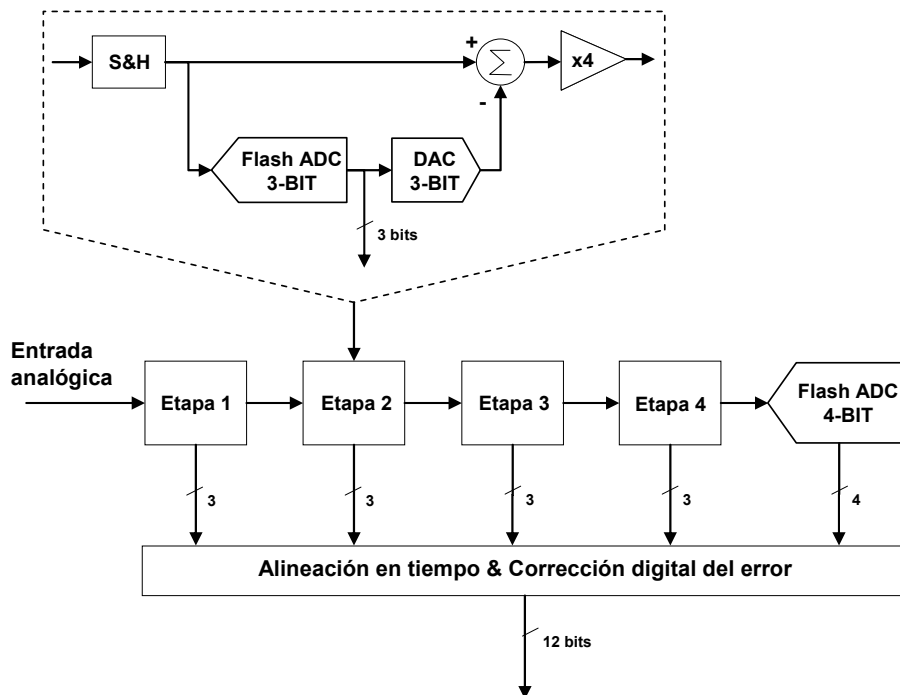 S&H
+
Σ
-
x4
Flash ADC
3-BIT
DAC
3-BIT
3 bits
Entrada
analógica
Etapa 1
Etapa 2
Etapa 3
Etapa 4
Flash ADC
4-BIT
3
3
3
3
4
Alineación en tiempo & Corrección digital del error
12 bits